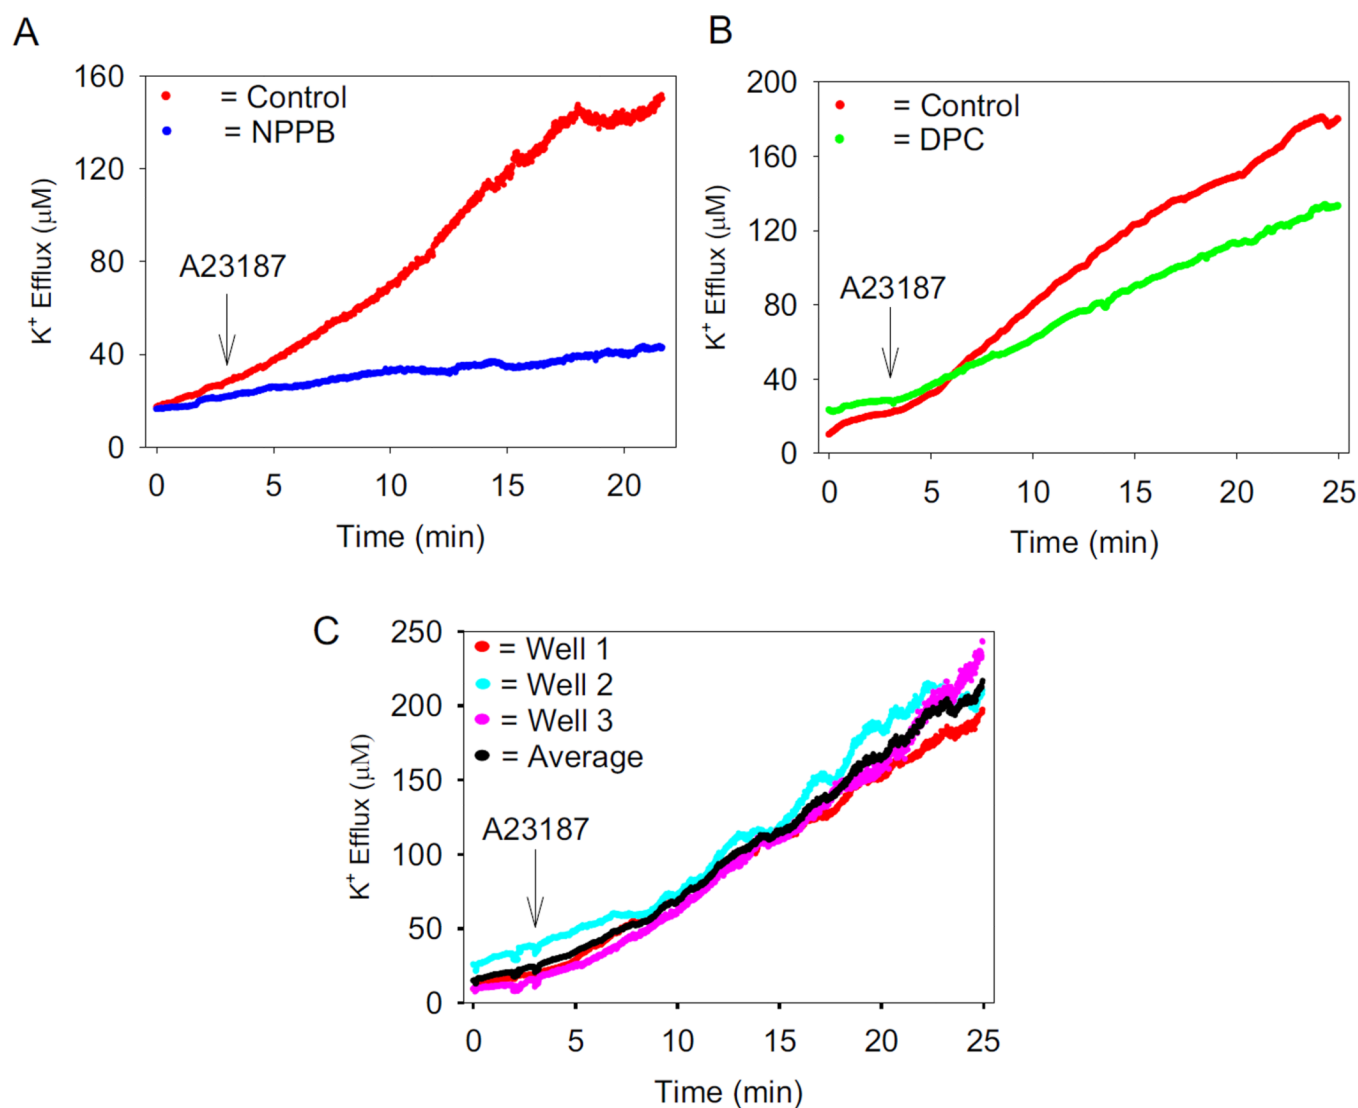 A
= Control
= NPPB
A23187
K⁺ Efflux (μM)
160
120
80
40
0
0 5 10 15 20
Time (min)
B
= Control
= DPC
A23187
K⁺ Efflux (μM)
200
160
120
80
40
0
0 5 10 15 20 25
Time (min)
C
= Well 1
= Well 2
= Well 3
= Average
A23187
K⁺ Efflux (μM)
250
200
150
100
50
0
0 5 10 15 20 25
Time (min)